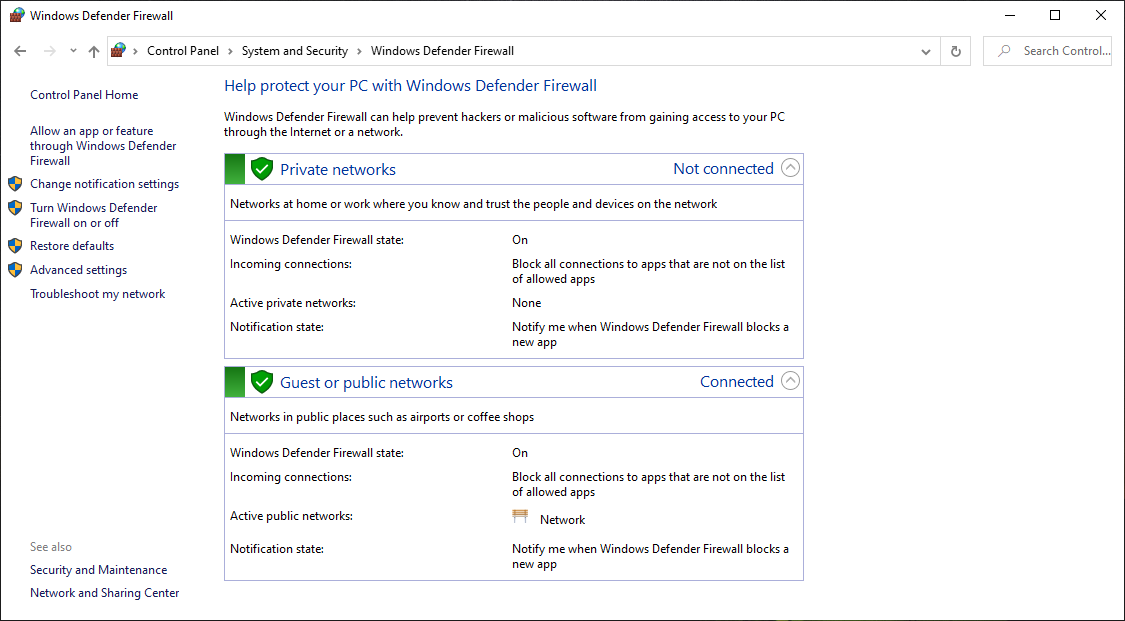 Windows Defender Firewall
Control Panel > System and Security > Windows Defender Firewall
Search Control...
Control Panel Home
Allow an app or feature
through Windows Defender
Firewall
Change notification settings
Turn Windows Defender
Firewall on or off
Restore defaults
Advanced settings
Troubleshoot my network
See also
Security and Maintenance
Network and Sharing Center
Help protect your PC with Windows Defender Firewall
Windows Defender Firewall can help prevent hackers or malicious software from gaining access to your PC
through the Internet or a network.
Private networks Not connected
Networks at home or work where you know and trust the people and devices on the network
Windows Defender Firewall state: On
Incoming connections: Block all connections to apps that are not on the list
of allowed apps
Active private networks: None
Notification state: Notify me when Windows Defender Firewall blocks a
new app
Guest or public networks Connected
Networks in public places such as airports or coffee shops
Windows Defender Firewall state: On
Incoming connections: Block all connections to apps that are not on the list
of allowed apps
Active public networks: Network
Notification state: Notify me when Windows Defender Firewall blocks a
new app